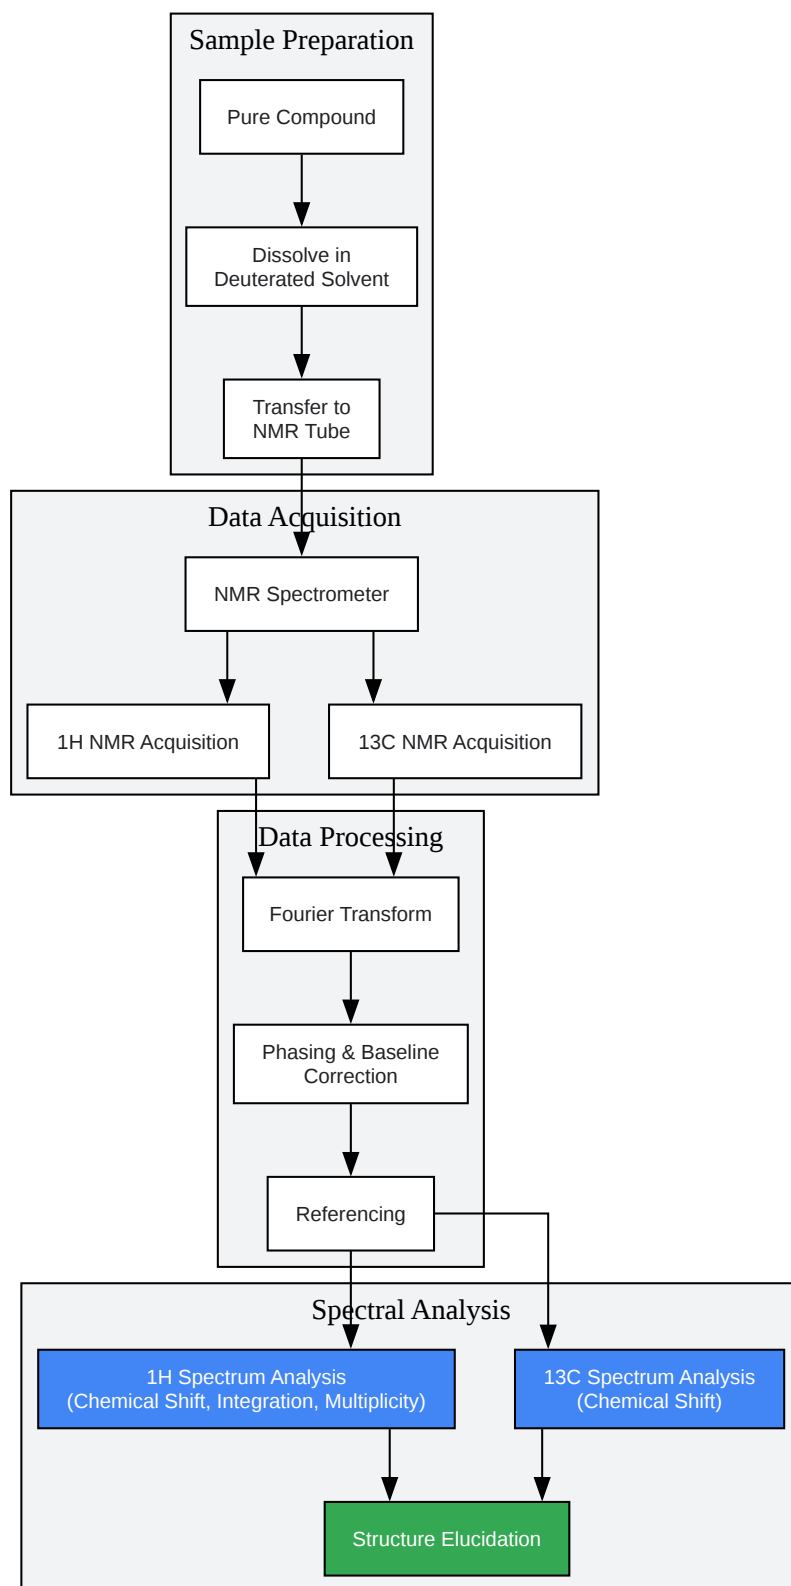 Sample Preparation
Pure Compound
Dissolve in
Deuterated Solvent
Transfer to
NMR Tube
Data Acquisition
NMR Spectrometer
1H NMR Acquisition
13C NMR Acquisition
Data Processing
Fourier Transform
Phasing & Baseline
Correction
Referencing
Spectral Analysis
1H Spectrum Analysis
(Chemical Shift, Integration, Multiplicity)
13C Spectrum Analysis
(Chemical Shift)
Structure Elucidation